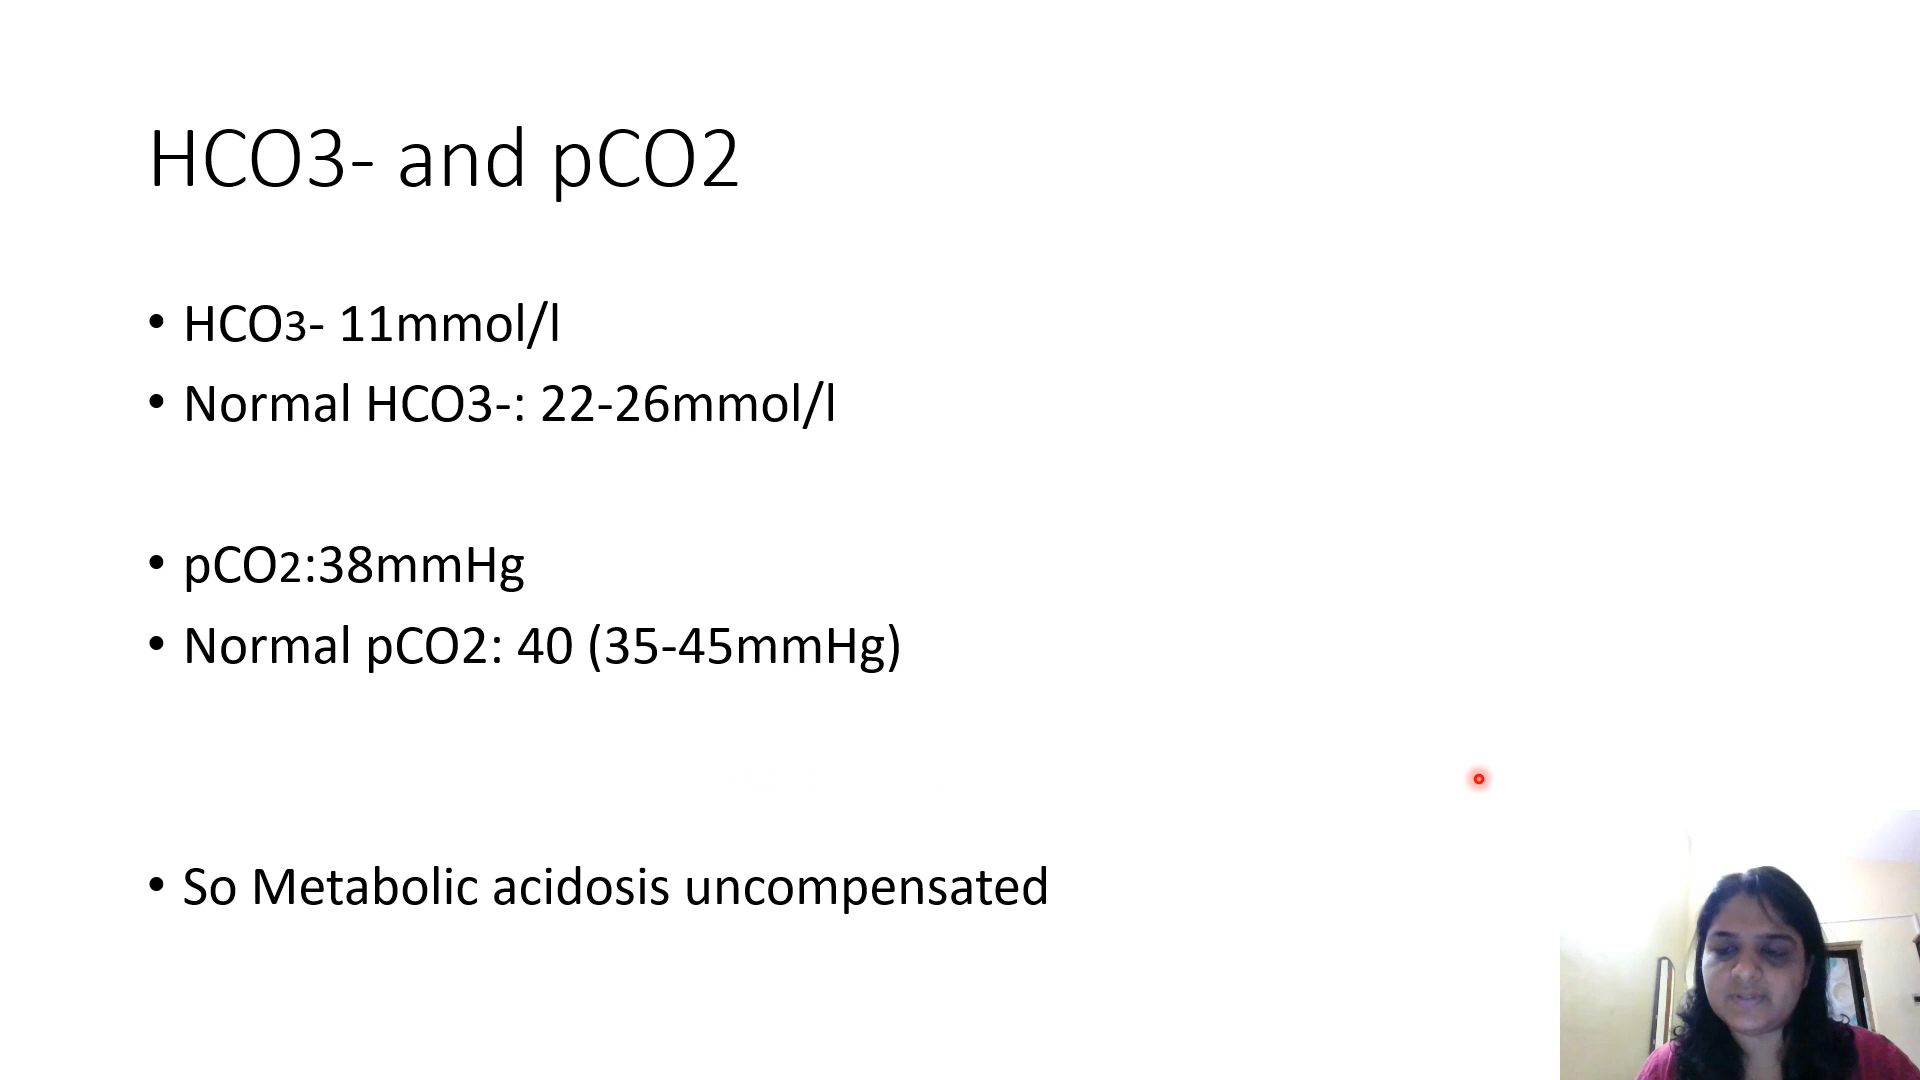 HCO3- and pCO2
• HCO3- 11mmol/l
• Normal HCO3-: 22-26mmol/l
• pCO2:38mmHg
• Normal pCO2: 40 (35-45mmHg)
• So Metabolic acidosis uncompensated